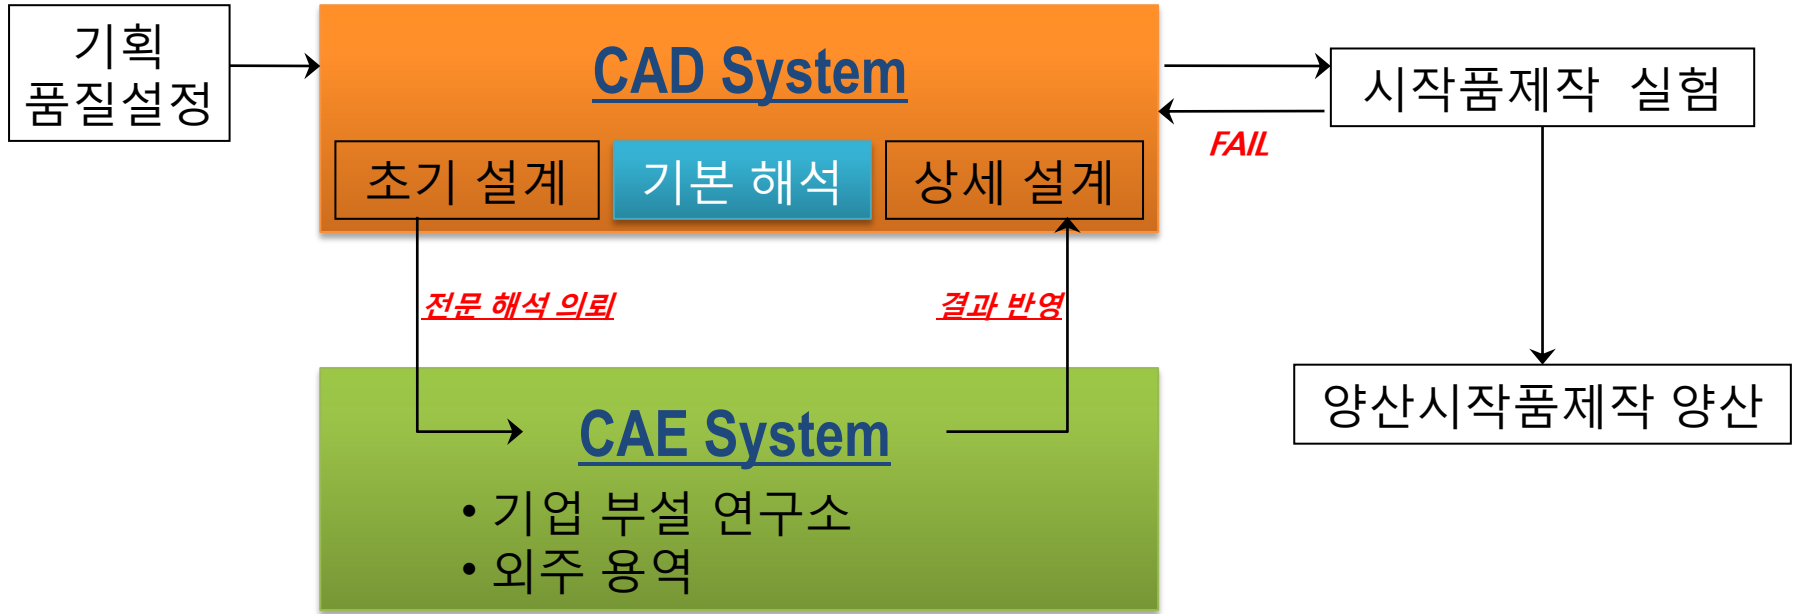 기획
품질설정
CAD System
초기 설계
기본 해석
상세 설계
시작품제작 실험
FAIL
전문 해석 의뢰
결과 반영
양산시작품제작 양산
CAE System
• 기업 부설 연구소
• 외주 용역